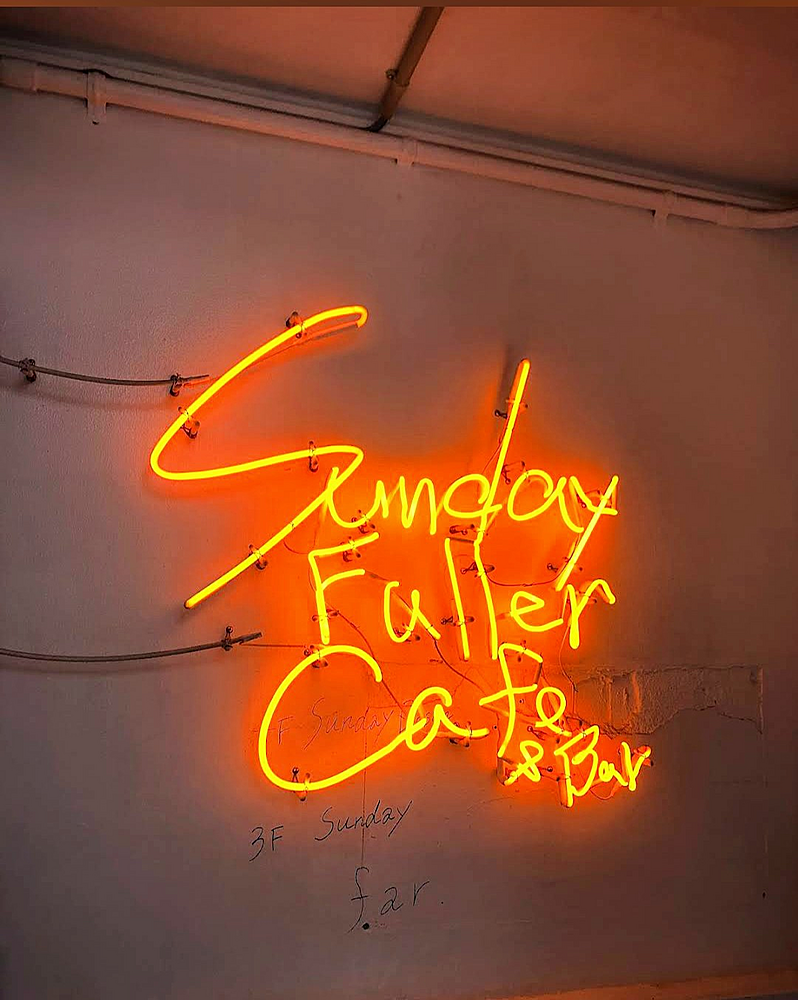 Sunday
Fuller
Cafe
& Bar
F Sunday
3F Sunday
far.